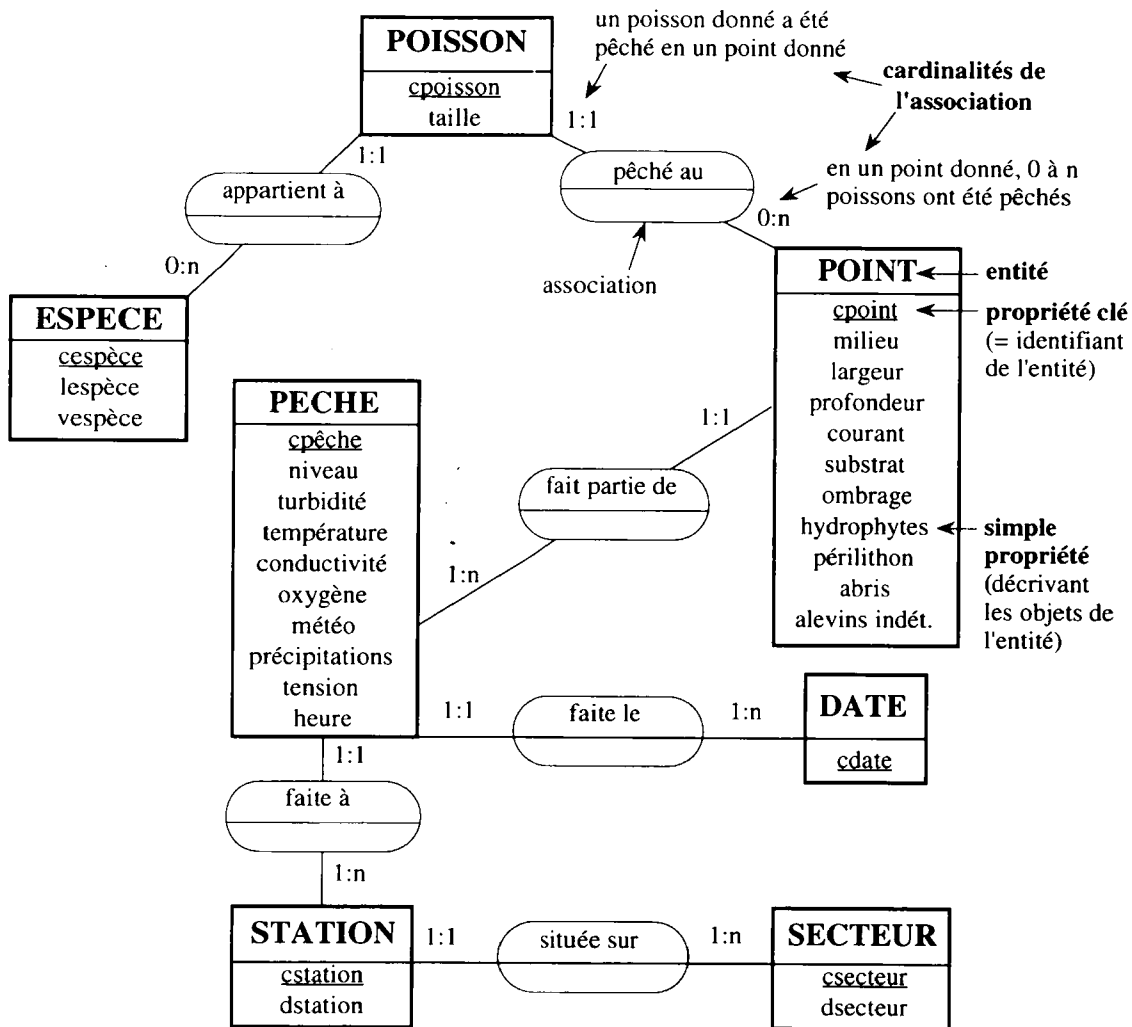 un poisson donné a été
pêché en un point donné
POISSON
cpoisson
taille
cardinalités de
l'association
1:1
1:1
appartient à
pêché au
en un point donné, 0 à n
poissons ont été pêchés
0:n
0:n
association
POINT
entité
cpoint
propriété clé
(= identifiant
de l'entité)
milieu
largeur
profondeur
courant
substrat
ombrage
hydrophytes
simple
propriété
(décrivant
les objets de
l'entité)
périlithon
abris
alevins indét.
ESPECE
cespèce
lespèce
vespèce
PECHE
cpêche
niveau
turbidité
température
conductivité
oxygène
météo
précipitations
tension
heure
1:1
fait partie de
1:n
1:1
faite le
1:n
DATE
cdate
1:1
faite à
1:n
STATION
cstation
dstation
1:1
située sur
1:n
SECTEUR
csecteur
dsecteur